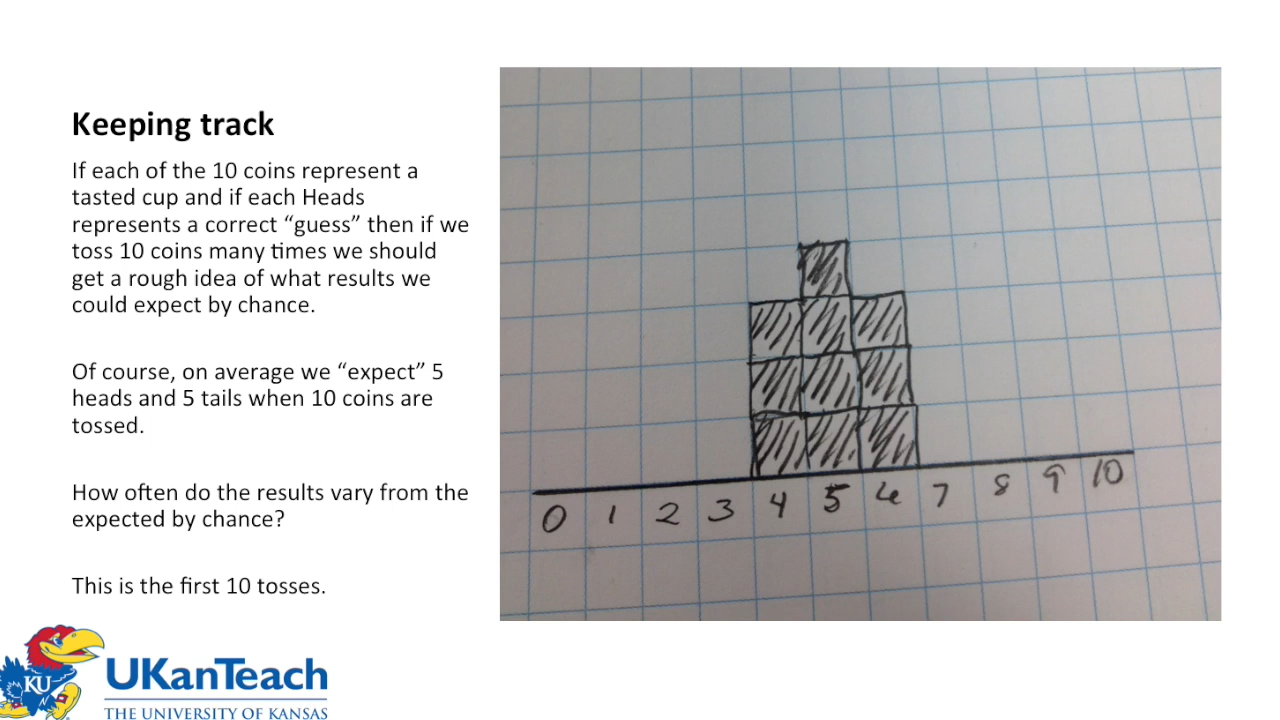 Keeping track
If each of the 10 coins represent a
tasted cup and if each Heads
represents a correct “guess” then if we
toss 10 coins many times we should
get a rough idea of what results we
could expect by chance.
Of course, on average we “expect” 5
heads and 5 tails when 10 coins are
tossed.
How often do the results vary from the
expected by chance?
This is the first 10 tosses.
0 1 2 3 4 5 6 7 8 9 10
KU
UKanTeach
THE UNIVERSITY OF KANSAS